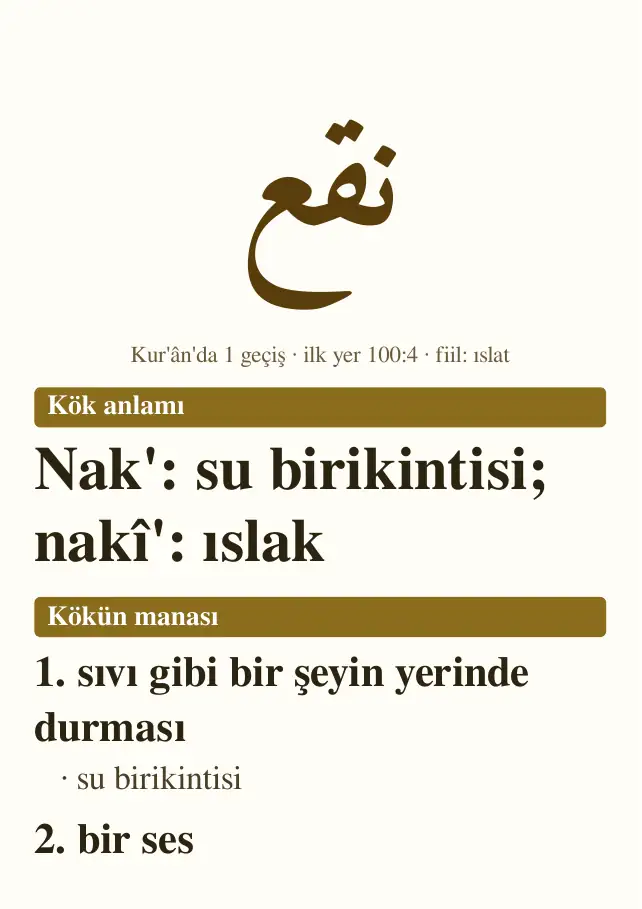 نقع
Kur'ân'da 1 geçiş · ilk yer 100:4 · fiil: ıslat
Kök anlamı
Nak': su birikintisi;
nakî': ıslak
Kökün manası
1. sıvı gibi bir şeyin yerinde
durması
· su birikintisi
2. bir ses